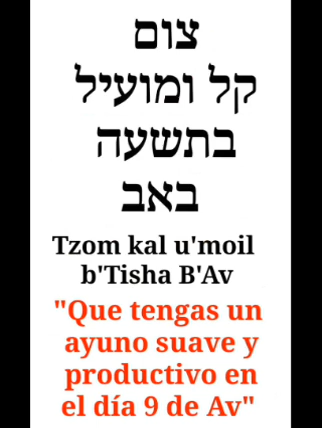 צום
קל ומועיל
בתשעה
באב
Tzom kal u'moil
b'Tisha B'Av
"Que tengas un
ayuno suave y
productivo en
el día 9 de Av"